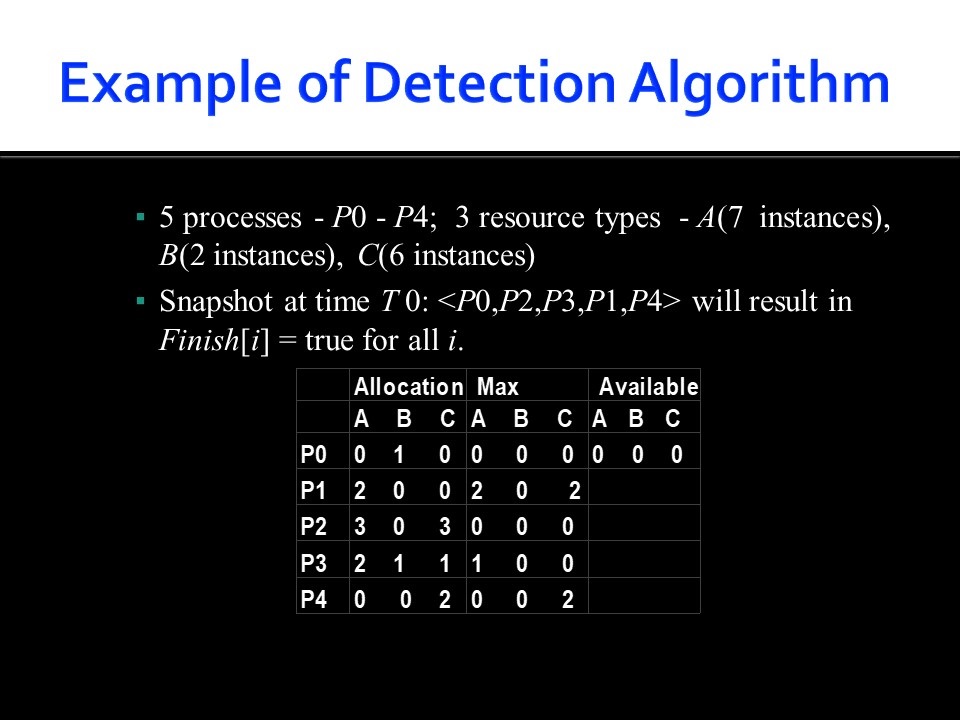 Example of Detection Algorithm
▪ 5 processes - P0 - P4; 3 resource types - A(7 instances),
B(2 instances), C(6 instances)
▪ Snapshot at time T 0: <P0,P2,P3,P1,P4> will result in
Finish[i] = true for all i.
Allocation Max Available
A B C A B C A B C
P0 0 1 0 0 0 0 0 0 0
P1 2 0 0 2 0 2
P2 3 0 3 0 0 0
P3 2 1 1 1 0 0
P4 0 0 2 0 0 2